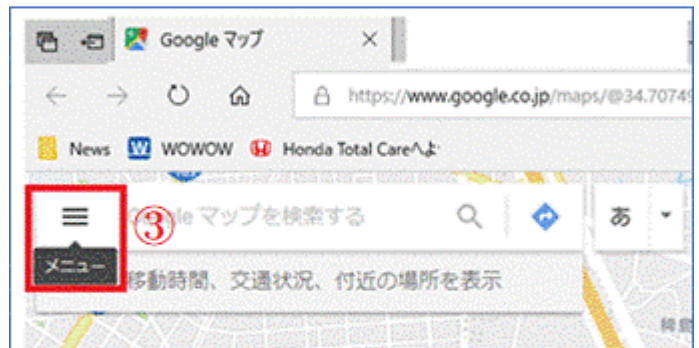 Google マップ
https://www.google.co.jp/maps/@34.70749
News WOWOW Honda Total Careへよ
③ Google マップを検索する あ
メニュー
移動時間、交通状況、付近の場所を表示